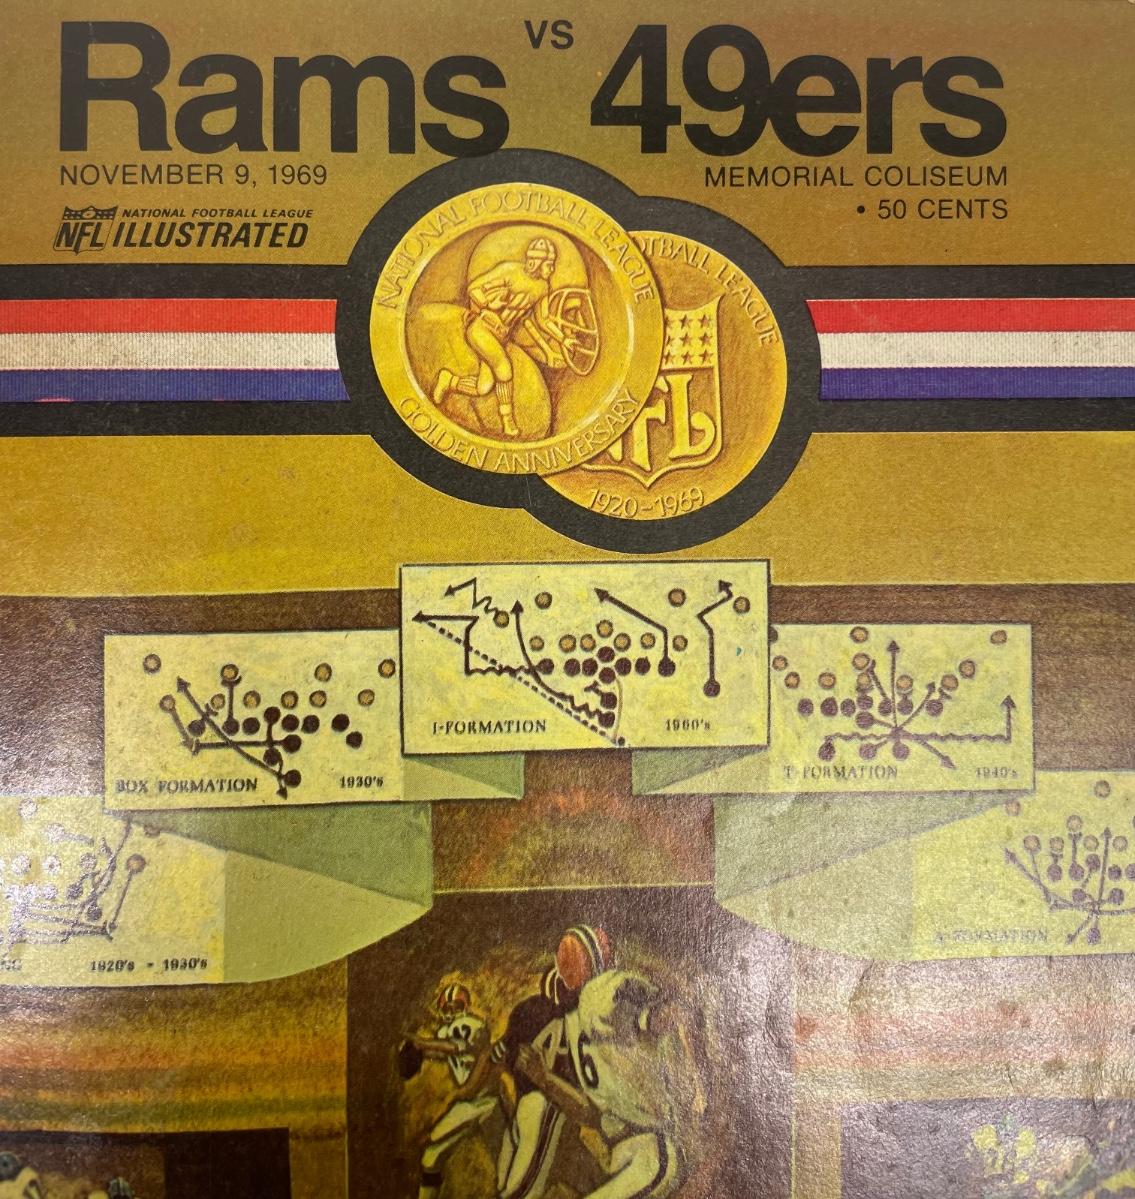 Rams vs 49ers
NOVEMBER 9, 1969
MEMORIAL COLISEUM
• 50 CENTS
NATIONAL FOOTBALL LEAGUE
NFL ILLUSTRATED
NATIONAL FOOTBALL LEAGUE
GOLDEN ANNIVERSARY
FOOTBALL LEAGUE
NFL
1920-1969
I-FORMATION 1960's
BOX FORMATION 1930's
T-FORMATION 1940's
1920's - 1930's
A-FORMATION